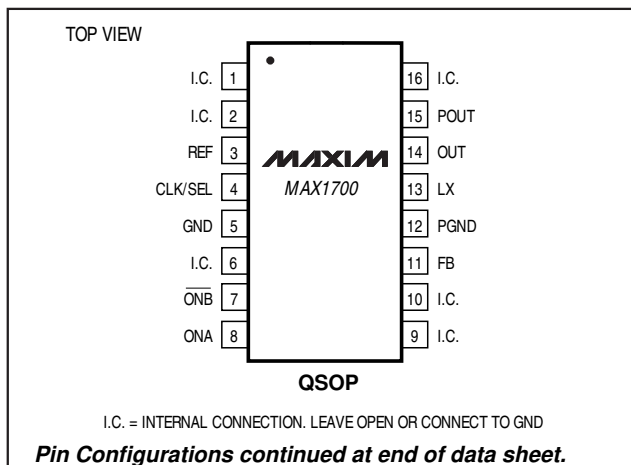 TOP VIEW
I.C. 1 16 I.C.
I.C. 2 15 POUT
REF 3 14 OUT
MAXIM
CLK/SEL 4 MAX1700 13 LX
GND 5 12 PGND
I.C. 6 11 FB
O̅N̅B̅ 7 10 I.C.
ONA 8 9 I.C.
QSOP
I.C. = INTERNAL CONNECTION. LEAVE OPEN OR CONNECT TO GND
Pin Configurations continued at end of data sheet.